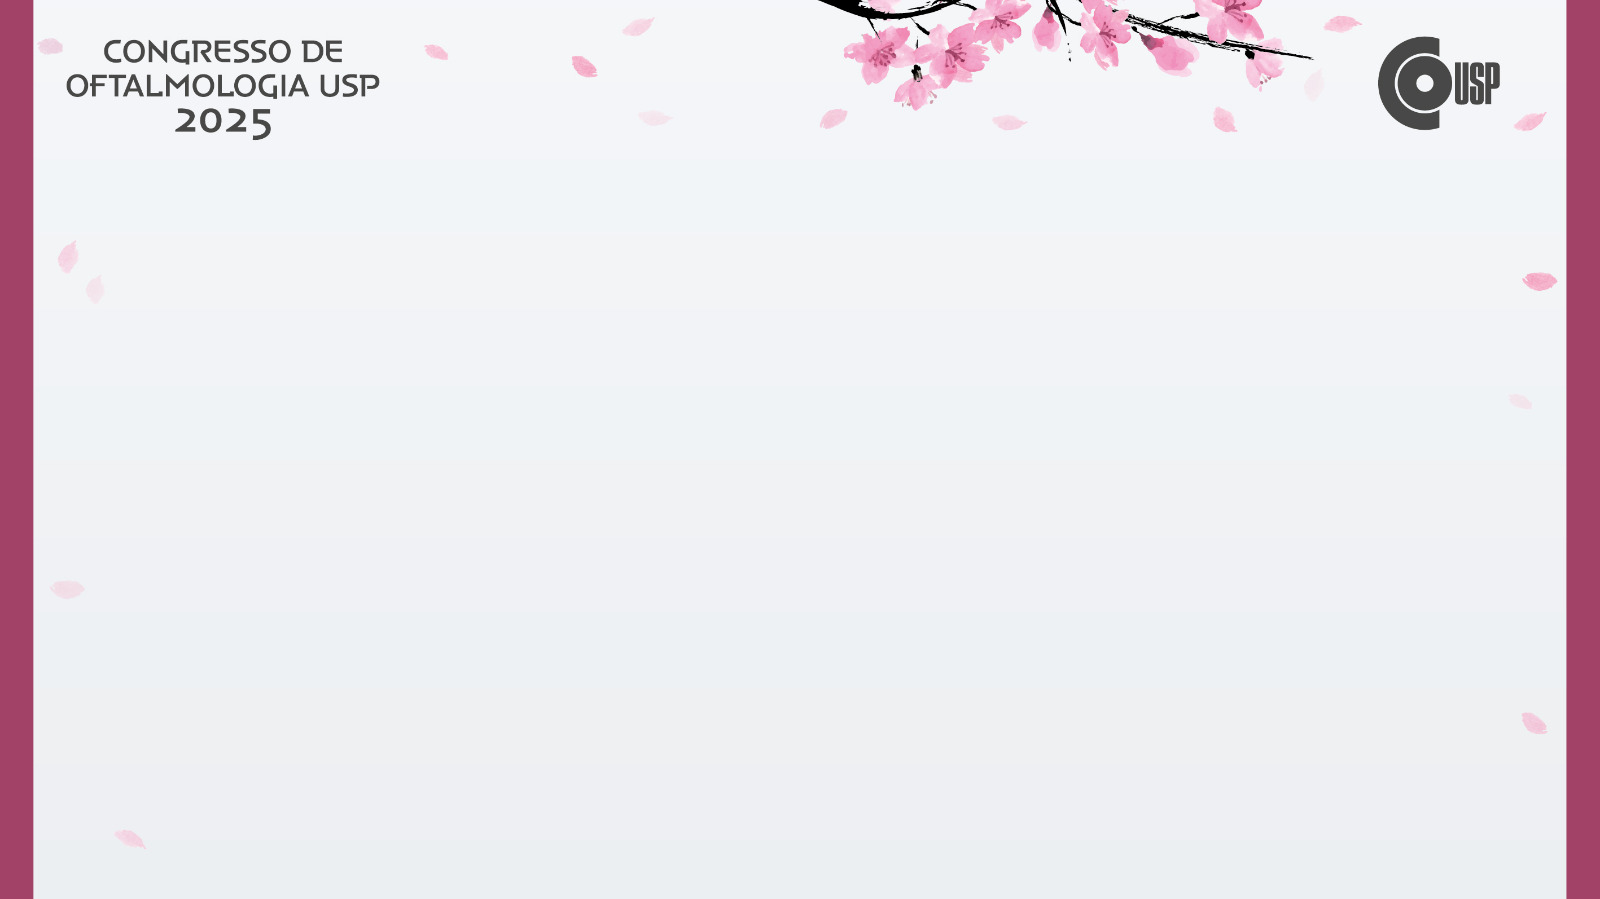 CONGRESSO DE
OFTALMOLOGIA USP
2025
USP